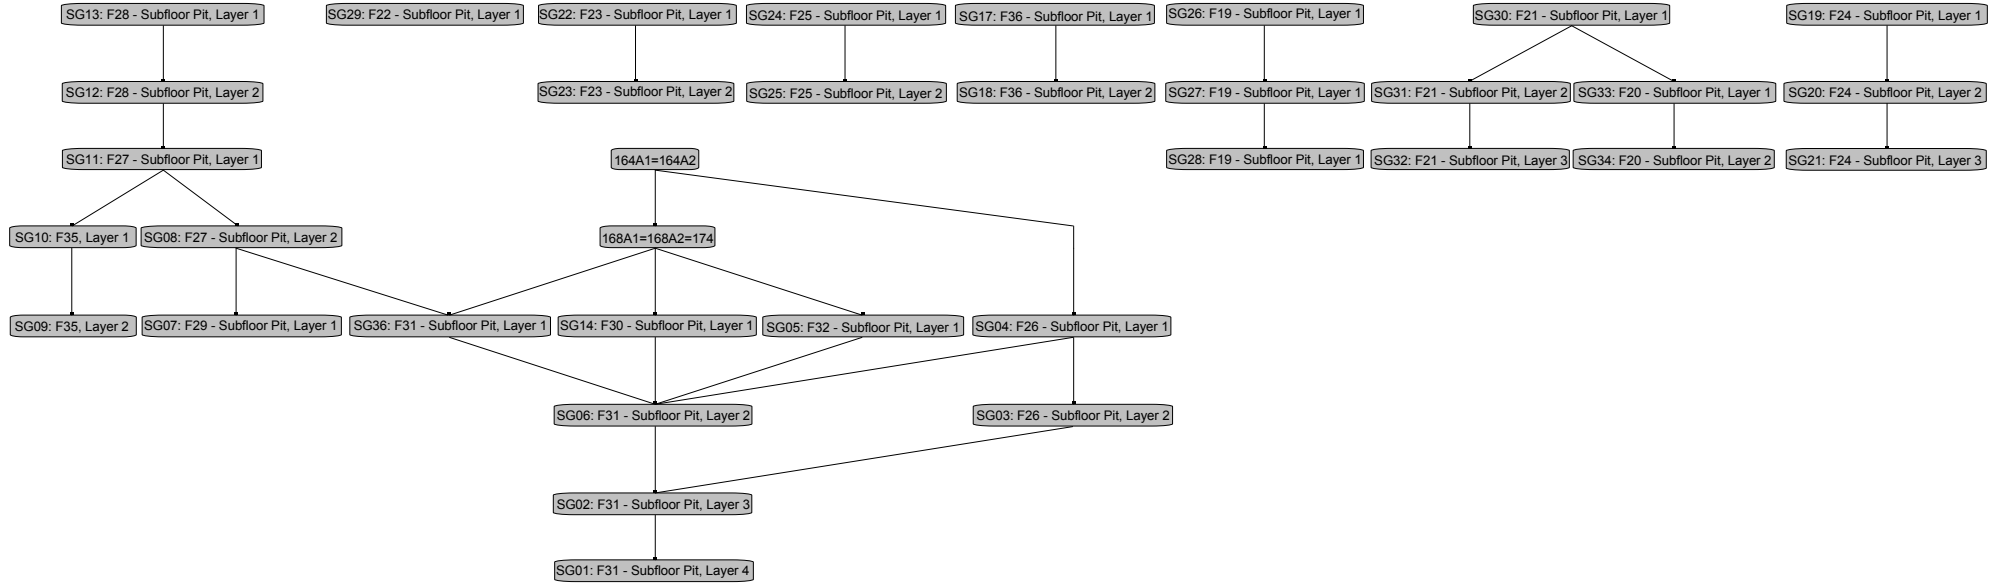 SG13: F28 - Subfloor Pit, Layer 1
SG29: F22 - Subfloor Pit, Layer 1
SG22: F23 - Subfloor Pit, Layer 1
SG24: F25 - Subfloor Pit, Layer 1
SG17: F36 - Subfloor Pit, Layer 1
SG26: F19 - Subfloor Pit, Layer 1
SG30: F21 - Subfloor Pit, Layer 1
SG19: F24 - Subfloor Pit, Layer 1
SG12: F28 - Subfloor Pit, Layer 2
SG23: F23 - Subfloor Pit, Layer 2
SG25: F25 - Subfloor Pit, Layer 2
SG18: F36 - Subfloor Pit, Layer 2
SG27: F19 - Subfloor Pit, Layer 1
SG31: F21 - Subfloor Pit, Layer 2
SG33: F20 - Subfloor Pit, Layer 1
SG20: F24 - Subfloor Pit, Layer 2
SG11: F27 - Subfloor Pit, Layer 1
164A1=164A2
SG28: F19 - Subfloor Pit, Layer 1
SG32: F21 - Subfloor Pit, Layer 3
SG34: F20 - Subfloor Pit, Layer 2
SG21: F24 - Subfloor Pit, Layer 3
SG10: F35, Layer 1
SG08: F27 - Subfloor Pit, Layer 2
168A1=168A2=174
SG09: F35, Layer 2
SG07: F29 - Subfloor Pit, Layer 1
SG36: F31 - Subfloor Pit, Layer 1
SG14: F30 - Subfloor Pit, Layer 1
SG05: F32 - Subfloor Pit, Layer 1
SG04: F26 - Subfloor Pit, Layer 1
SG06: F31 - Subfloor Pit, Layer 2
SG03: F26 - Subfloor Pit, Layer 2
SG02: F31 - Subfloor Pit, Layer 3
SG01: F31 - Subfloor Pit, Layer 4